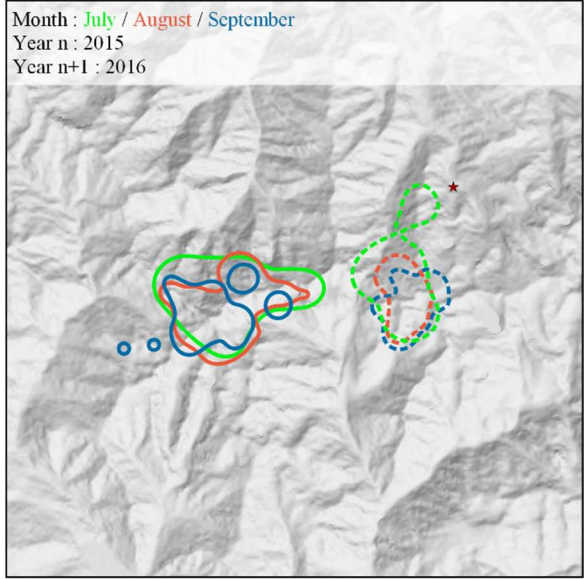 Month : July / August / September
Year n : 2015
Year n+1 : 2016